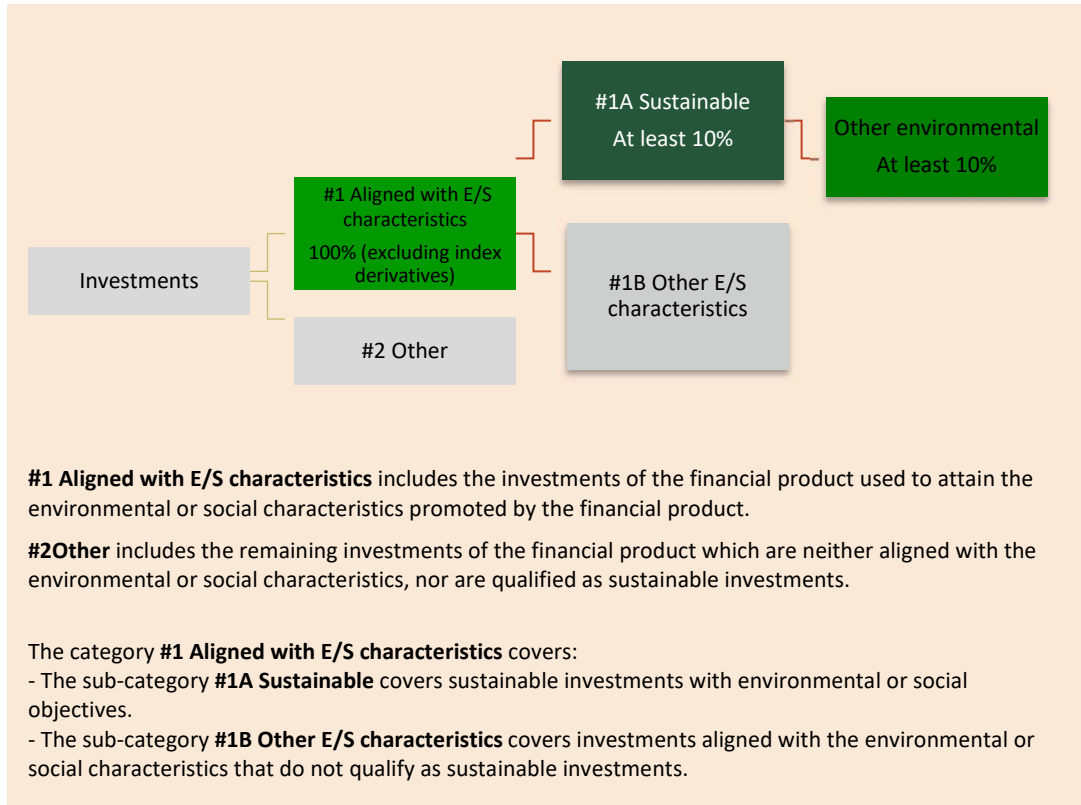 #1A Sustainable
At least 10%
Other environmental
At least 10%
#1 Aligned with E/S
characteristics
100% (excluding index
derivatives)
Investments
#1B Other E/S
characteristics
#2 Other
#1 Aligned with E/S characteristics includes the investments of the financial product used to attain the
environmental or social characteristics promoted by the financial product.
#2Other includes the remaining investments of the financial product which are neither aligned with the
environmental or social characteristics, nor are qualified as sustainable investments.
The category #1 Aligned with E/S characteristics covers:
- The sub-category #1A Sustainable covers sustainable investments with environmental or social
objectives.
- The sub-category #1B Other E/S characteristics covers investments aligned with the environmental or
social characteristics that do not qualify as sustainable investments.